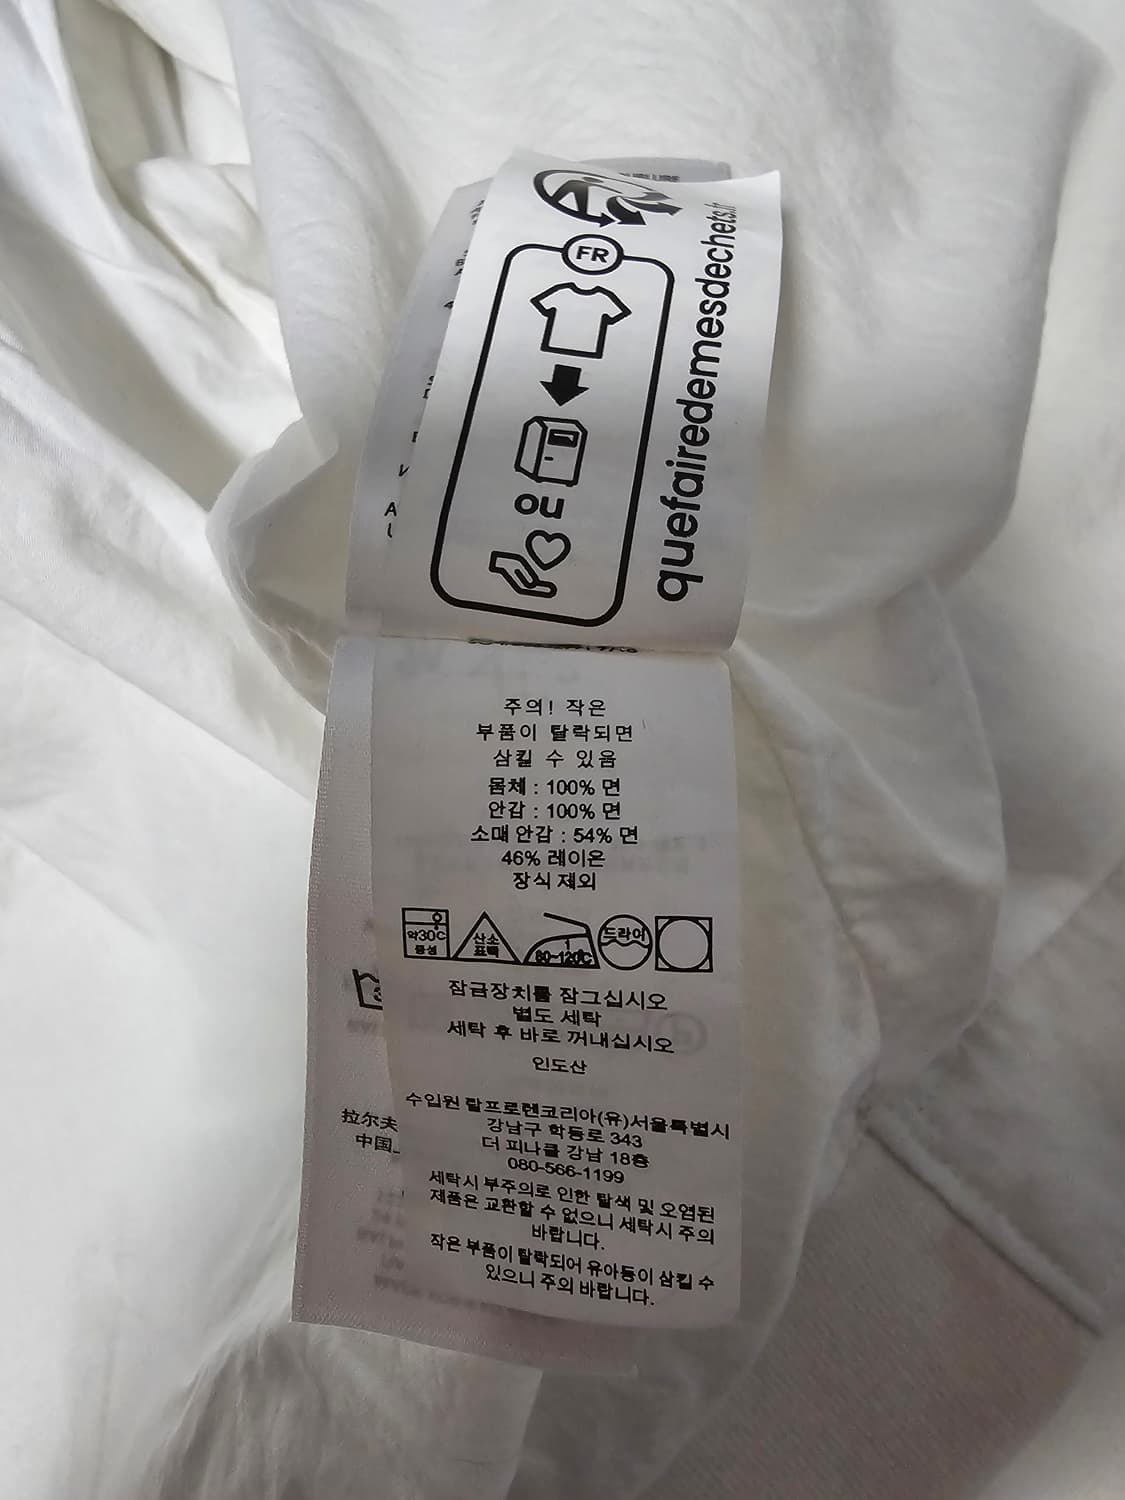 FR
ou
quefairedemesdechets.fr
주의! 작은
부품이 탈락되면
삼킬 수 있음
몸체 : 100% 면
안감 : 100% 면
소매 안감 : 54% 면
46% 레이온
장식 제외
약30℃
중성
산소
표백
80~120℃
드라이
잠금장치를 잠그십시오
별도 세탁
세탁 후 바로 꺼내십시오
인도산
수입원 랄프로렌코리아(유)서울특별시
강남구 학동로 343
더 피나클 강남 18층
080-566-1199
세탁시 부주의로 인한 탈색 및 오염된
제품은 교환할 수 없으니 세탁시 주의
바랍니다.
작은 부품이 탈락되어 유아등이 삼킬 수
있으니 주의 바랍니다.
拉尔夫
中国